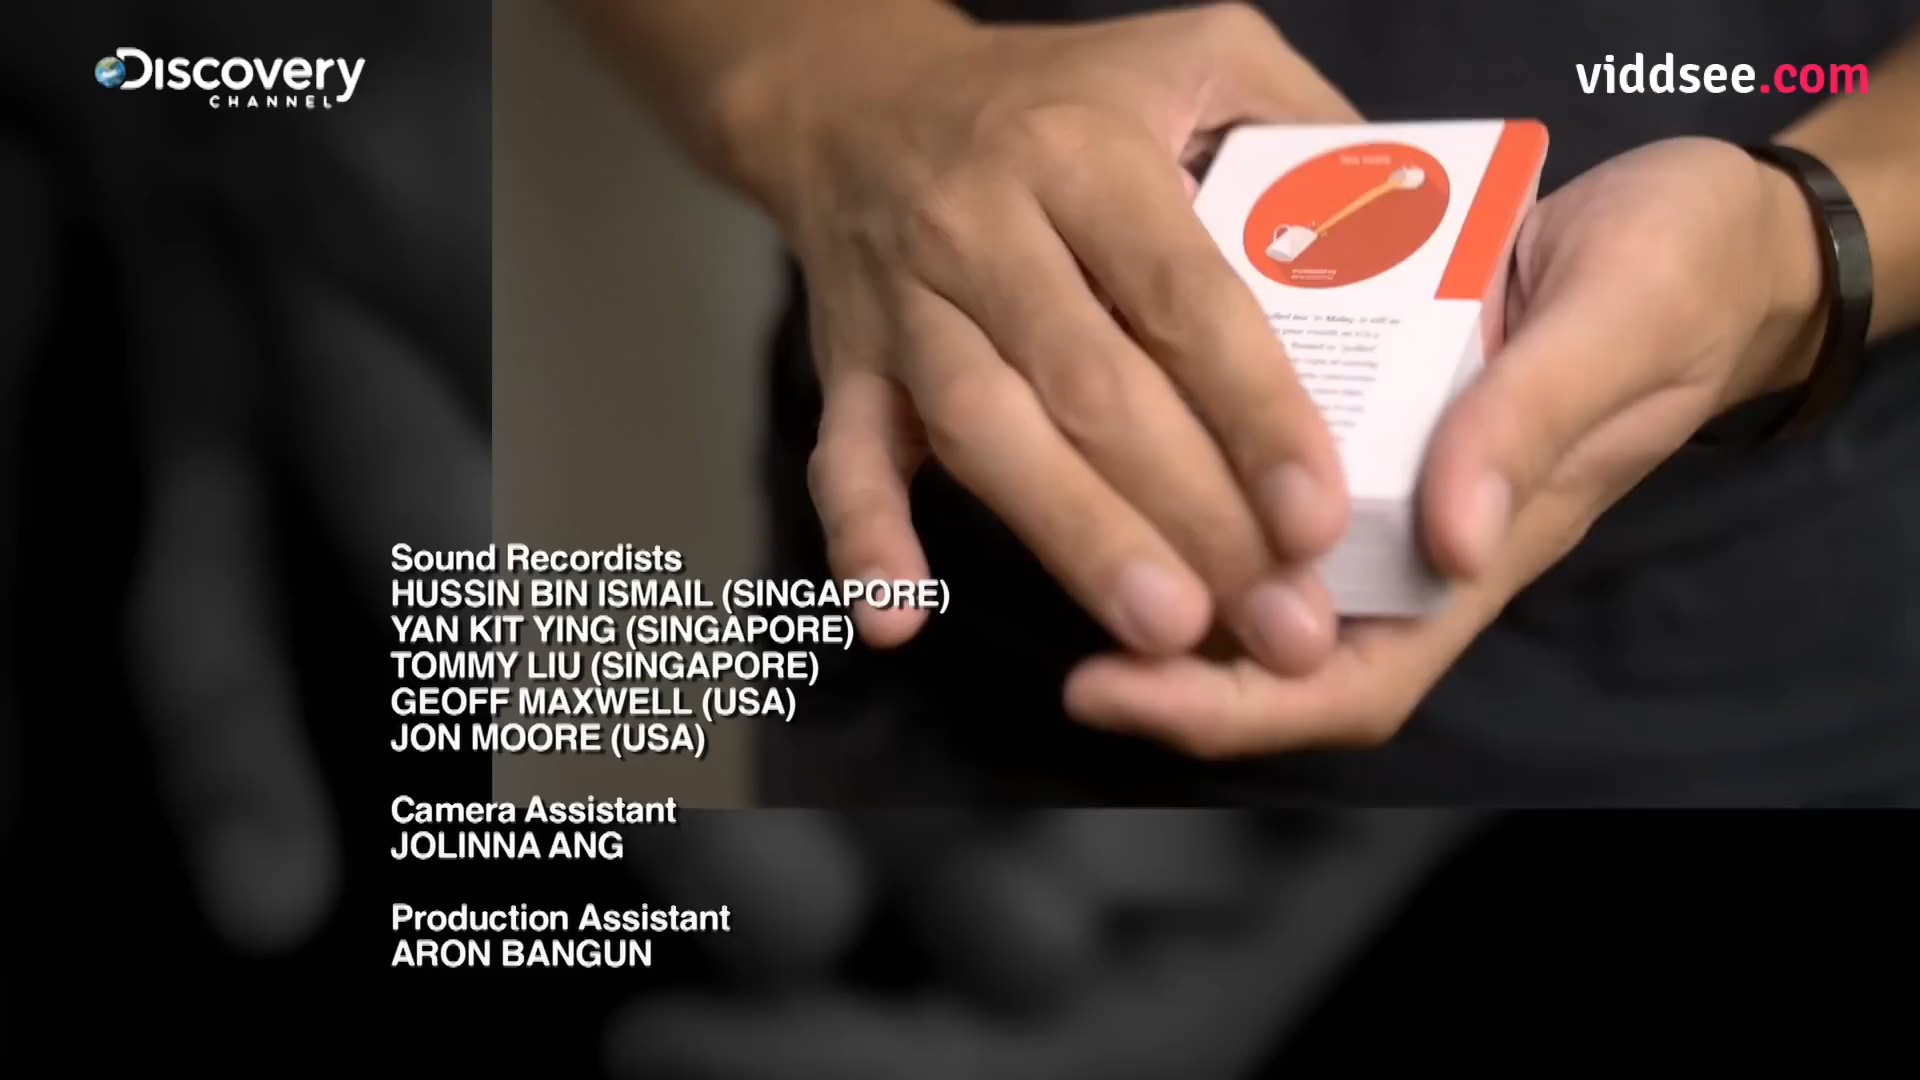 Discovery
CHANNEL
viddsee.com
Sound Recordists
HUSSIN BIN ISMAIL (SINGAPORE)
YAN KIT YING (SINGAPORE)
TOMMY LIU (SINGAPORE)
GEOFF MAXWELL (USA)
JON MOORE (USA)
Camera Assistant
JOLINNA ANG
Production Assistant
ARON BANGUN